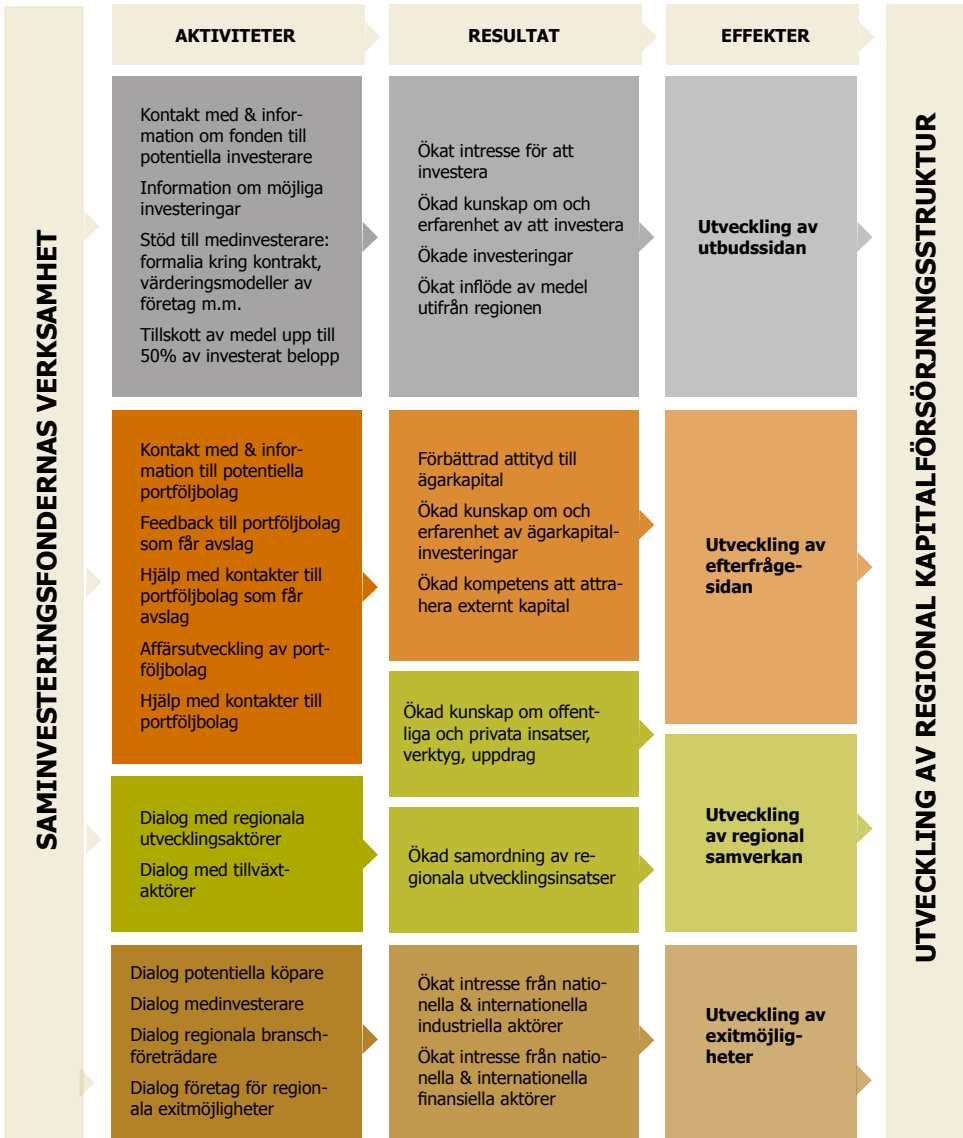 SAMINVESTERINGSFONDERNAS VERKSAMHET
AKTIVITETER
RESULTAT
EFFEKTER
Kontakt med & infor-
mation om fonden till
potentiella investerare
Information om möjliga
investeringar
Stöd till medinvesterare:
formalia kring kontrakt,
värderingsmodeller av
företag m.m.
Tillskott av medel upp till
50% av investerat belopp
Ökat intresse för att
investera
Ökad kunskap om och
erfarenhet av att investera
Ökade investeringar
Ökat inflöde av medel
utifrån regionen
Utveckling av
utbudssidan
Kontakt med & infor-
mation till potentiella
portföljbolag
Feedback till portföljbolag
som får avslag
Hjälp med kontakter till
portföljbolag som får
avslag
Affärsutveckling av port-
följbolag
Hjälp med kontakter till
portföljbolag
Förbättrad attityd till
ägarkapital
Ökad kunskap om och
erfarenhet av ägarkapital-
investeringar
Ökad kompetens att attra-
hera externt kapital
Utveckling av
efterfråge-
sidan
Ökad kunskap om offent-
liga och privata insatser,
verktyg, uppdrag
Dialog med regionala
utvecklingsaktörer
Dialog med tillväxt-
aktörer
Ökad samordning av re-
gionala utvecklingsinsatser
Utveckling
av regional
samverkan
Dialog potentiella köpare
Dialog medinvesterare
Dialog regionala bransch-
företrädare
Dialog företag för region-
ala exitmöjligheter
Ökat intresse från natio-
nella & internationella
industriella aktörer
Ökat intresse från natio-
nella & internationella
finansiella aktörer
Utveckling av
exitmöjlig-
heter
UTVECKLING AV REGIONAL KAPITALFÖRSÖRJNINGSSTRUKTUR